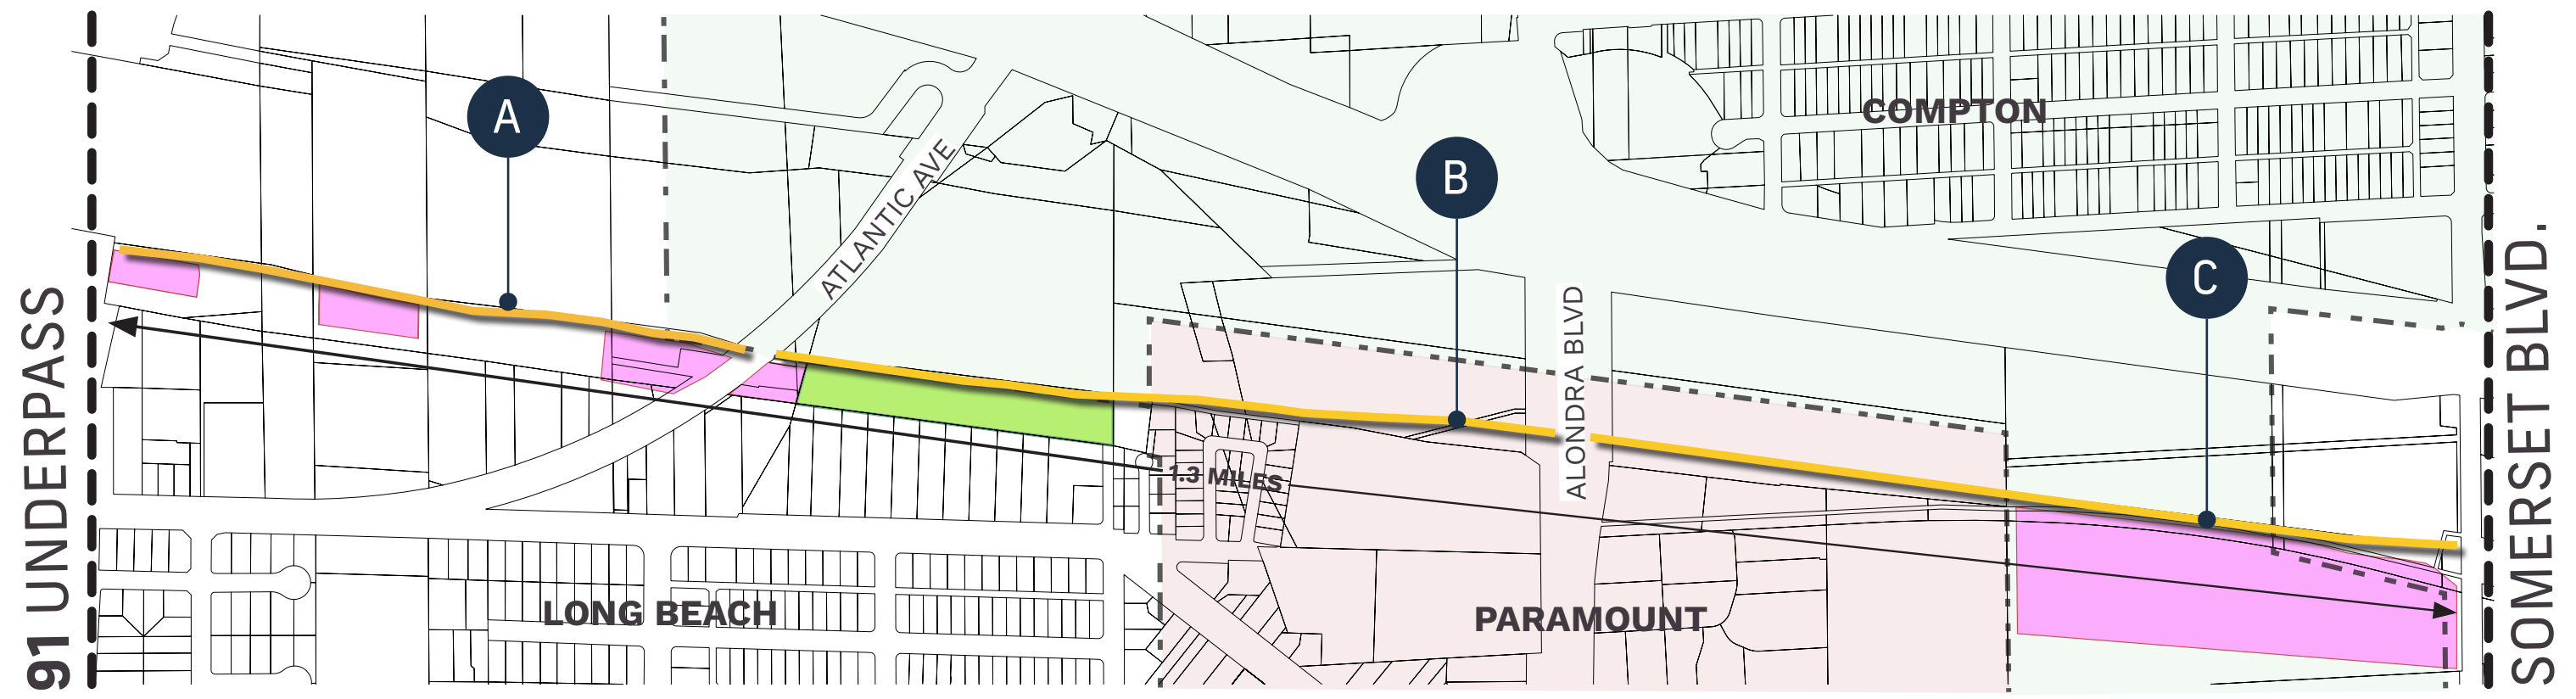 91 UNDERPASS
A
ATLANTIC AVE
B
COMPTON
C
ALONDRA BLVD
1.3 MILES
LONG BEACH
PARAMOUNT
SOMERSET BLVD.